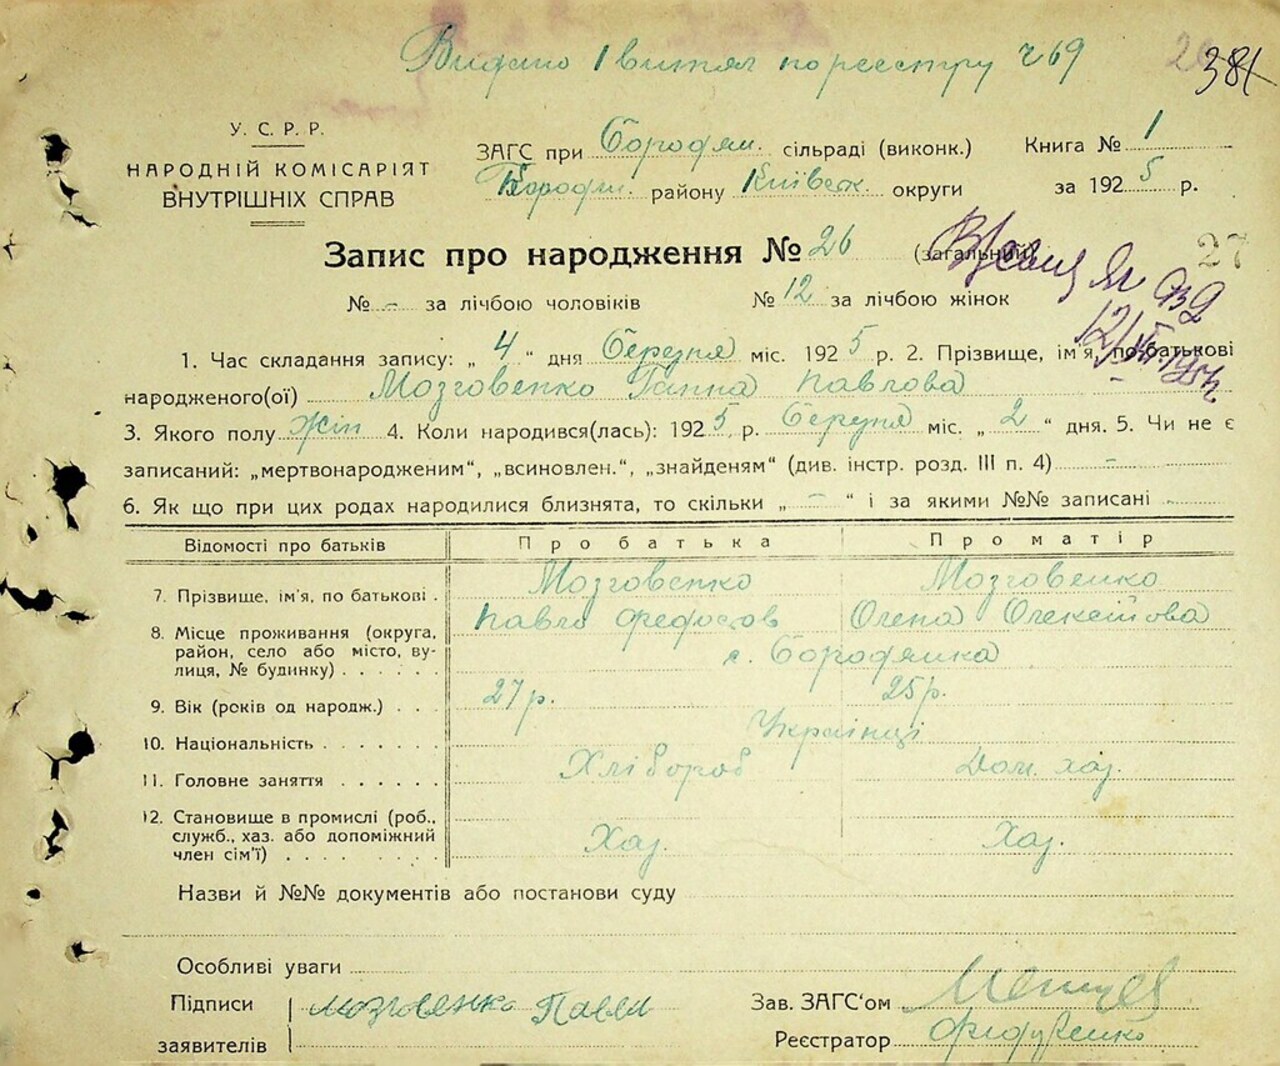 Видано 1 витяг по реєстру ч 69
381
У. С. Р. Р.
НАРОДНІЙ КОМІСАРІЯТ
ВНУТРІШНІХ СПРАВ
ЗАГС при Бородян. сільраді (виконк.)
Бородян. району Київськ. округи
Книга № 1
за 1925 р.
27
Запис про народження № 26 (загальний)
№ - за лічбою чоловіків № 12 за лічбою жінок
1. Час складання запису: „ 4 “ дня Березня міс. 1925 р. 2. Прізвище, ім'я, по батькові
народженого(ої) Мозговенко Ганна Павлова
3. Якого полу жін 4. Коли народився(лась): 1925 р. Березня міс. „ 2 “ дня. 5. Чи не є
записаний: „мертвонародженим“, „всиновлен.“, „знайденям“ (див. інстр. розд. III п. 4) -
6. Як що при цих родах народилися близнята, то скільки „ - “ і за якими №№ записані -
Відомості про батьків Про батька Про матір
7. Прізвище, ім'я, по батькові . Мозговенко Мозговенко
Павло Федосов Олена Олексійова
8. Місце проживання (округа,
район, село або місто, ву-
лиця, № будинку) . . . . . . с. Бородянка
9. Вік (років од народж.) . . . 27 р. 25 р.
10. Національність . . . . . . . Українці
11. Головне заняття . . . . . . Хлібороб Дом. хаз.
12. Становище в промислі (роб.,
служб., хаз. або допоміжний
член сім'ї) . . . . . . . . Хаз. Хаз.
Назви й №№ документів або постанови суду
Особливі уваги
Підписи
заявителів
Мозговенко Павел
Зав. ЗАГС'ом
Реєстратор Федуренко